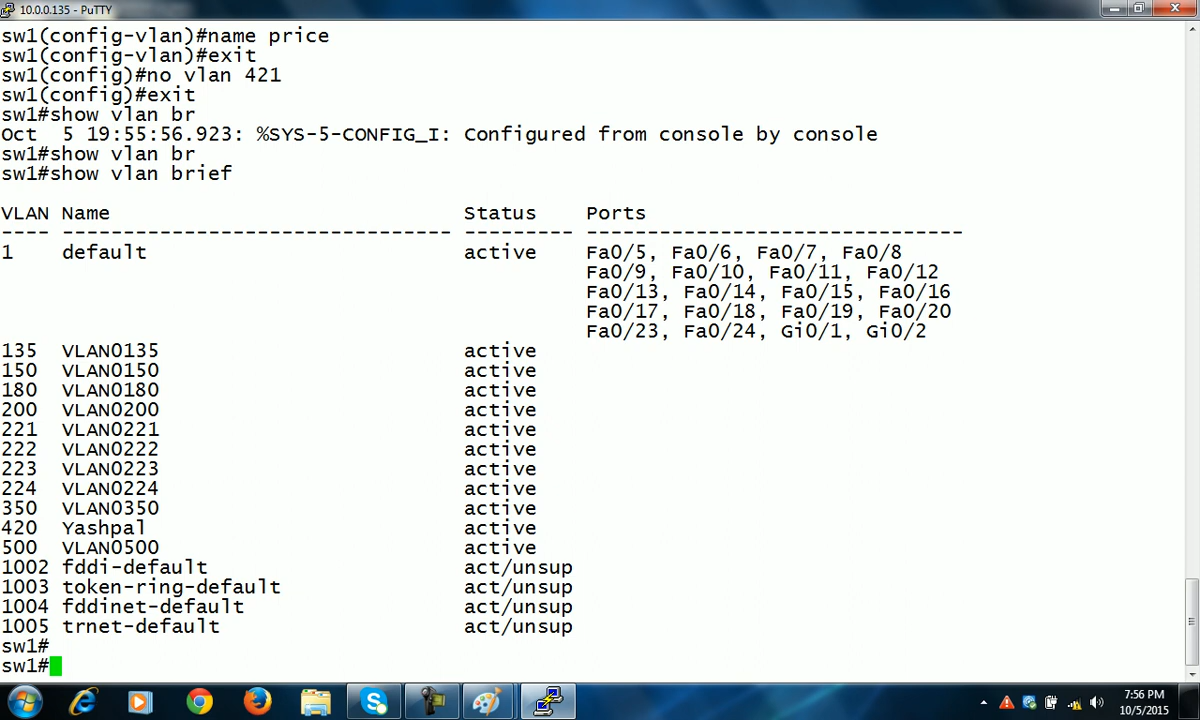 10.0.0.135 - PuTTY
sw1(config-vlan)#name price
sw1(config-vlan)#exit
sw1(config)#no vlan 421
sw1(config)#exit
sw1#show vlan br
Oct  5 19:55:56.923: %SYS-5-CONFIG_I: Configured from console by console
sw1#show vlan br
sw1#show vlan brief
VLAN Name                             Status    Ports
---- -------------------------------- --------- -------------------------------
1    default                          active    Fa0/5, Fa0/6, Fa0/7, Fa0/8
                                                Fa0/9, Fa0/10, Fa0/11, Fa0/12
                                                Fa0/13, Fa0/14, Fa0/15, Fa0/16
                                                Fa0/17, Fa0/18, Fa0/19, Fa0/20
                                                Fa0/23, Fa0/24, Gi0/1, Gi0/2
135  VLAN0135                         active
150  VLAN0150                         active
180  VLAN0180                         active
200  VLAN0200                         active
221  VLAN0221                         active
222  VLAN0222                         active
223  VLAN0223                         active
224  VLAN0224                         active
350  VLAN0350                         active
420  Yashpal                          active
500  VLAN0500                         active
1002 fddi-default                     act/unsup
1003 token-ring-default               act/unsup
1004 fddinet-default                  act/unsup
1005 trnet-default                    act/unsup
sw1#
sw1#
7:56 PM
10/5/2015